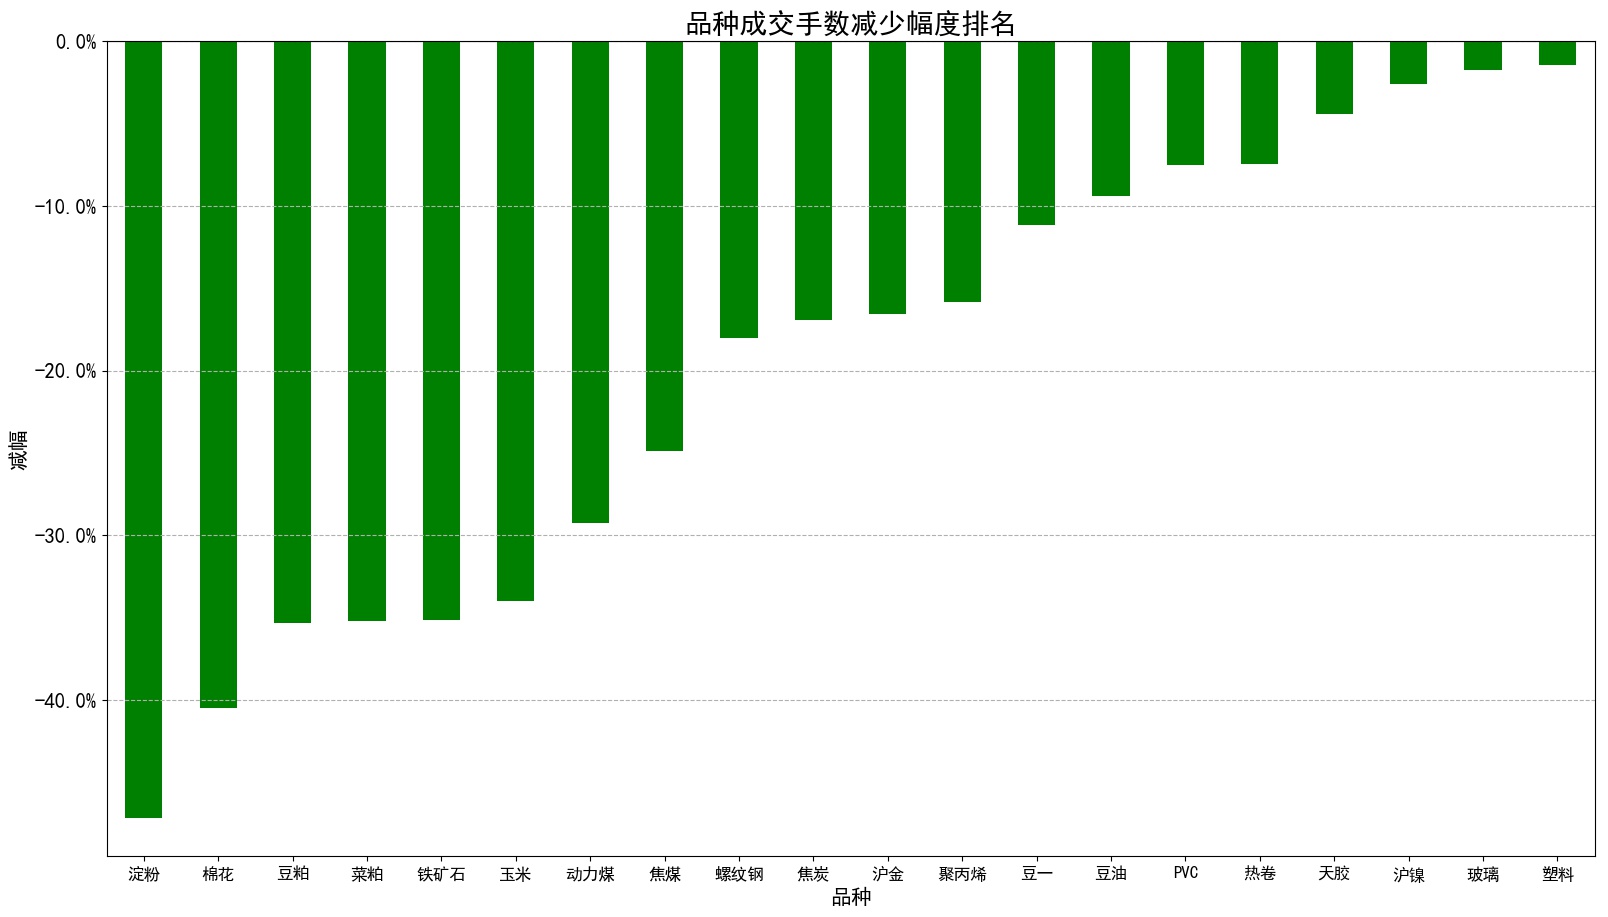 品种成交手数减少幅度排名
0.0%
-10.0%
-20.0%
-30.0%
-40.0%
减幅
淀粉 棉花 豆粕 菜粕 铁矿石 玉米 动力煤 焦煤 螺纹钢 焦炭 沪金 聚丙烯 豆一 豆油 PVC 热卷 天胶 沪镍 玻璃 塑料
品种